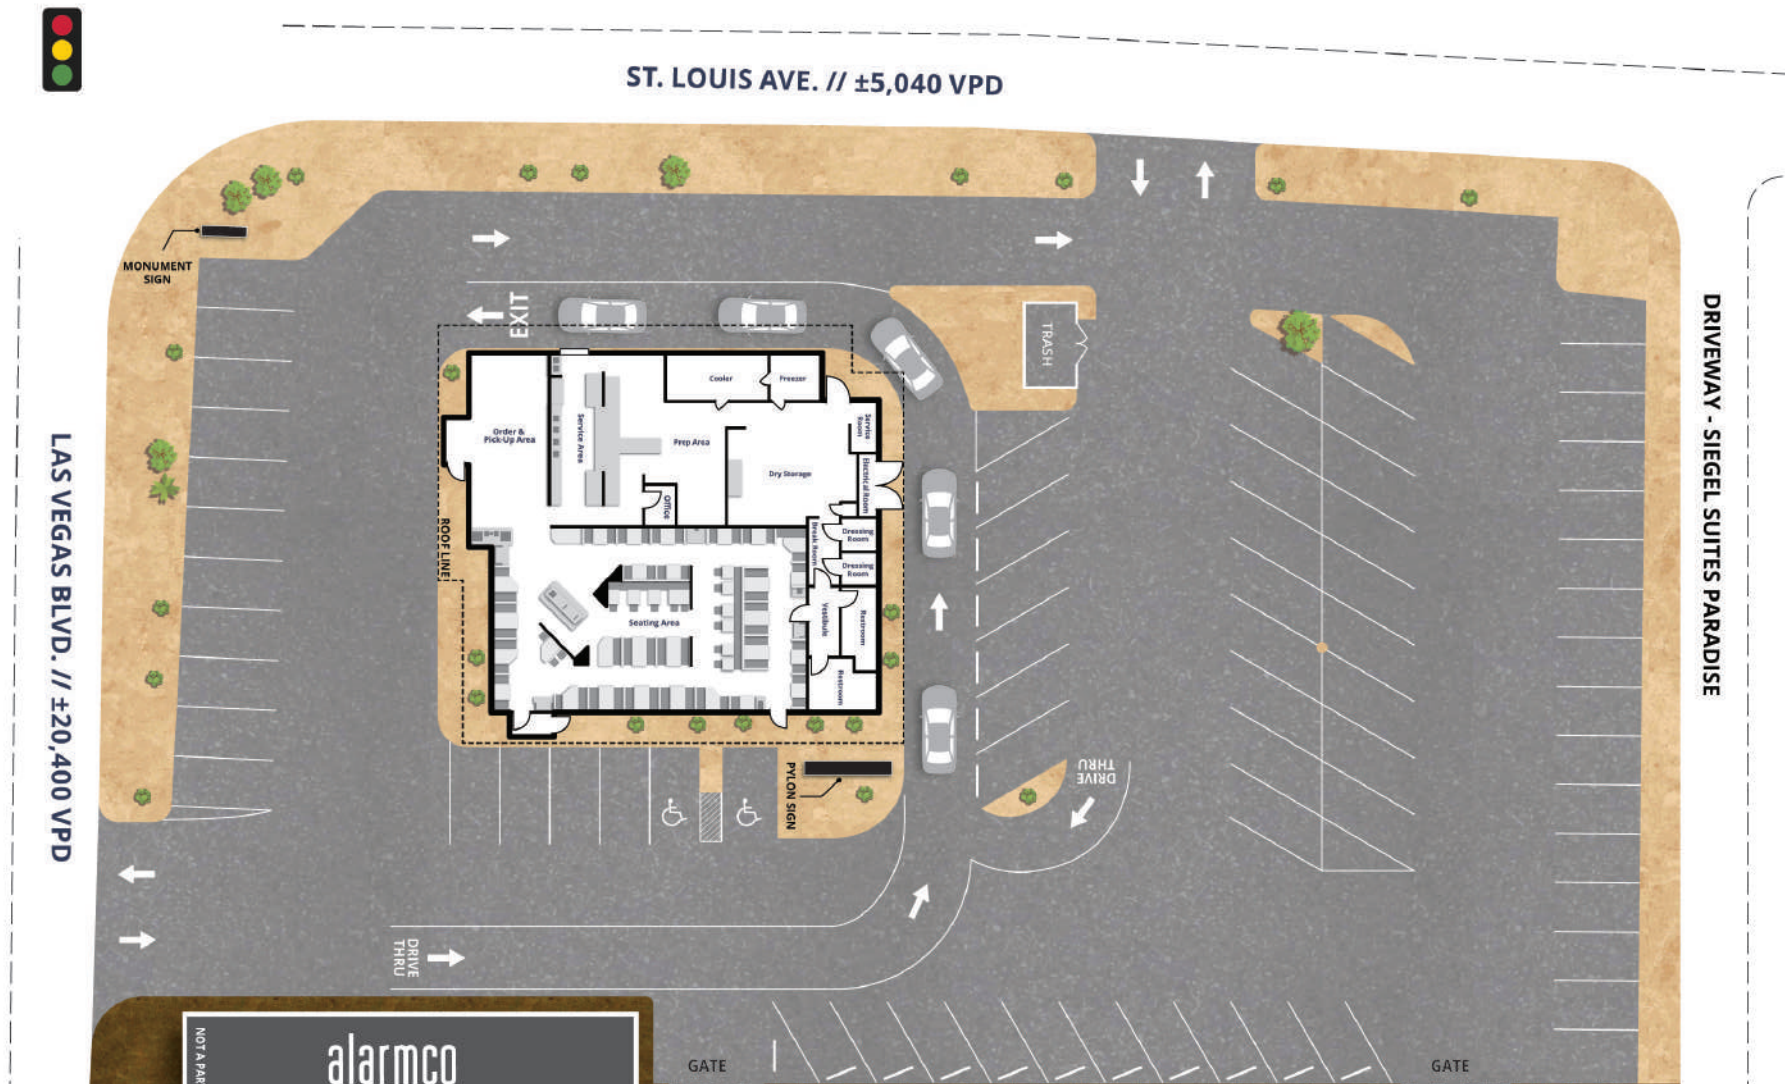 ST. LOUIS AVE. // ±5,040 VPD
MONUMENT
SIGN
EXIT
TRASH
Cooler
Freezer
Order &
Pick-Up Area
Service Area
Prep Area
Service
Room
Dry Storage
Electrical Room
Office
Break Room
Dressing
Room
Dressing
Room
ROOF LINE
Seating Area
Vestibule
Restroom
Restroom
PYLON SIGN
DRIVE
THRU
DRIVE
THRU
LAS VEGAS BLVD. // ±20,400 VPD
DRIVEWAY - SIEGEL SUITES PARADISE
NOT A PAR
alarmco
GATE
GATE